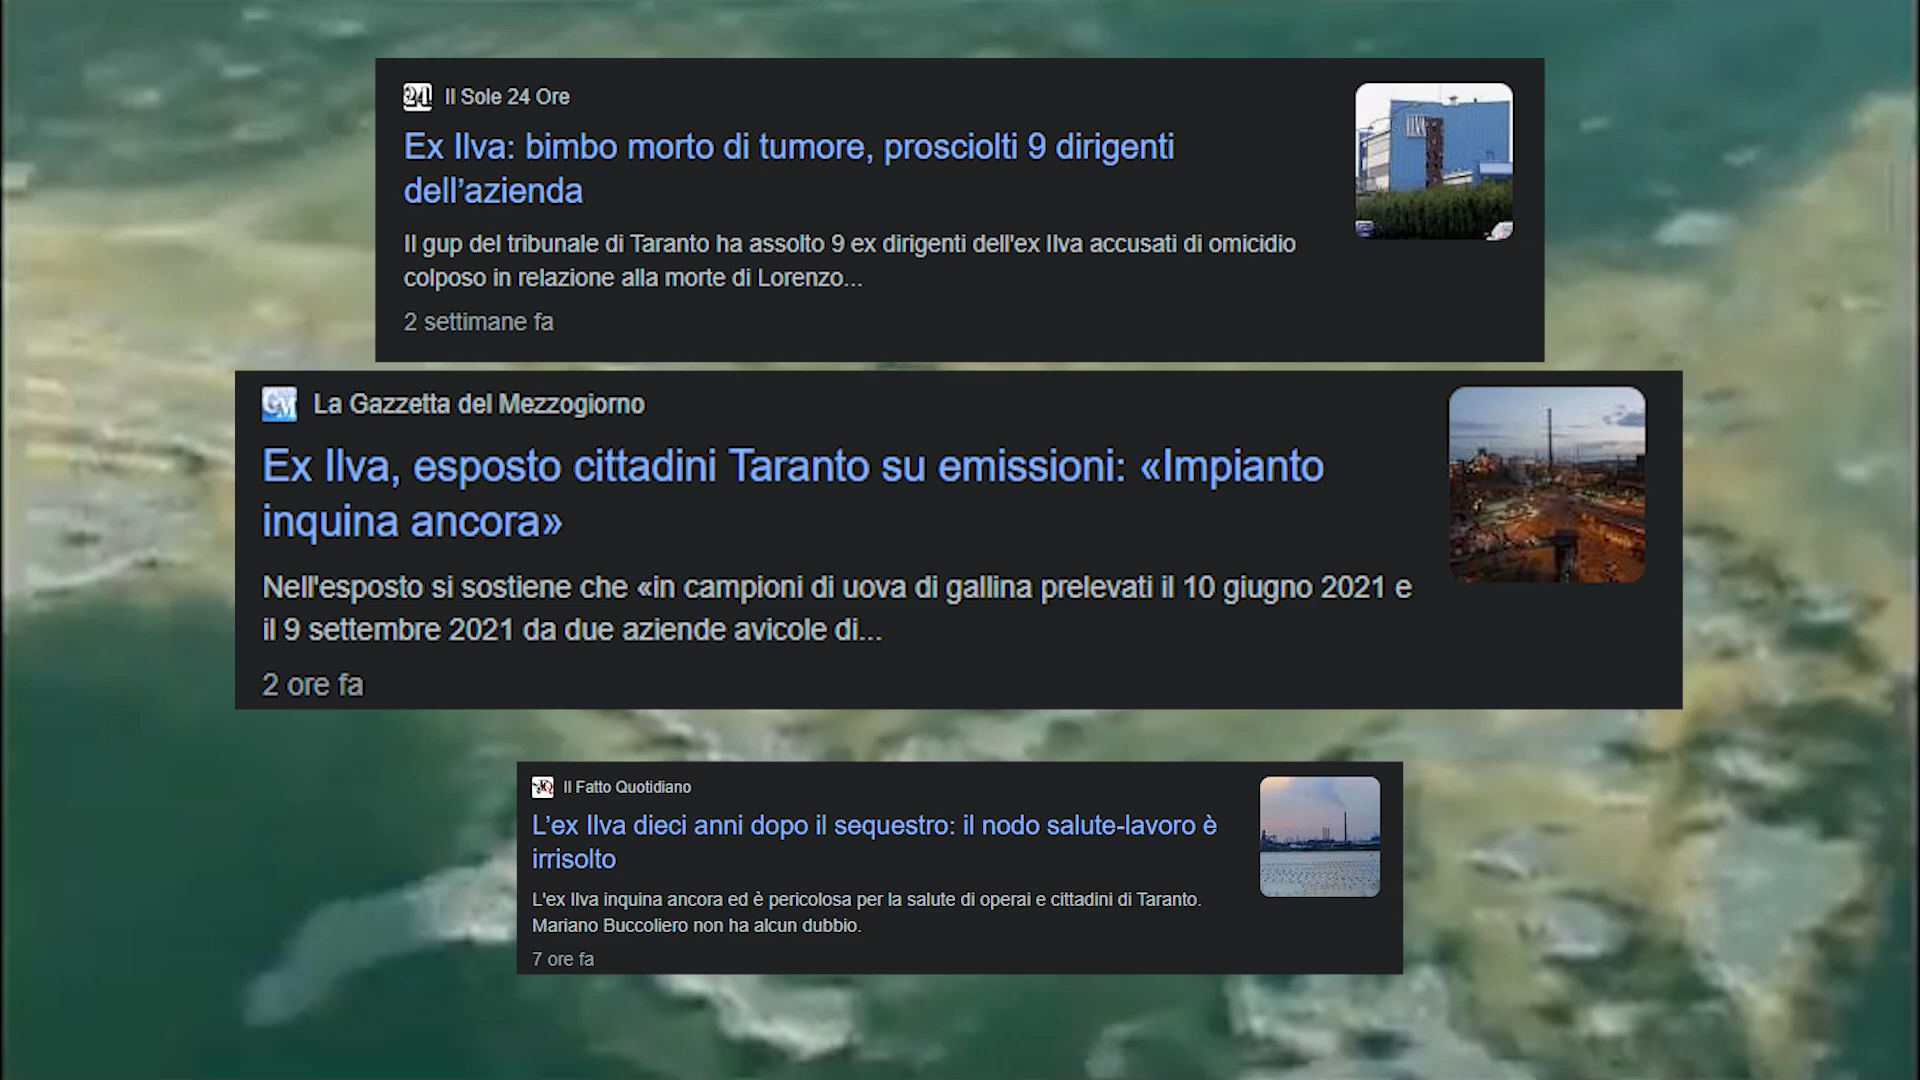 Il Sole 24 Ore
Ex Ilva: bimbo morto di tumore, prosciolti 9 dirigenti
dell'azienda
Il gup del tribunale di Taranto ha assolto 9 ex dirigenti dell'ex Ilva accusati di omicidio
colposo in relazione alla morte di Lorenzo...
2 settimane fa
La Gazzetta del Mezzogiorno
Ex Ilva, esposto cittadini Taranto su emissioni: «Impianto
inquina ancora»
Nell'esposto si sostiene che «in campioni di uova di gallina prelevati il 10 giugno 2021 e
il 9 settembre 2021 da due aziende avicole di...
2 ore fa
Il Fatto Quotidiano
L'ex Ilva dieci anni dopo il sequestro: il nodo salute-lavoro è
irrisolto
L'ex Ilva inquina ancora ed è pericolosa per la salute di operai e cittadini di Taranto.
Mariano Buccoliero non ha alcun dubbio.
7 ore fa